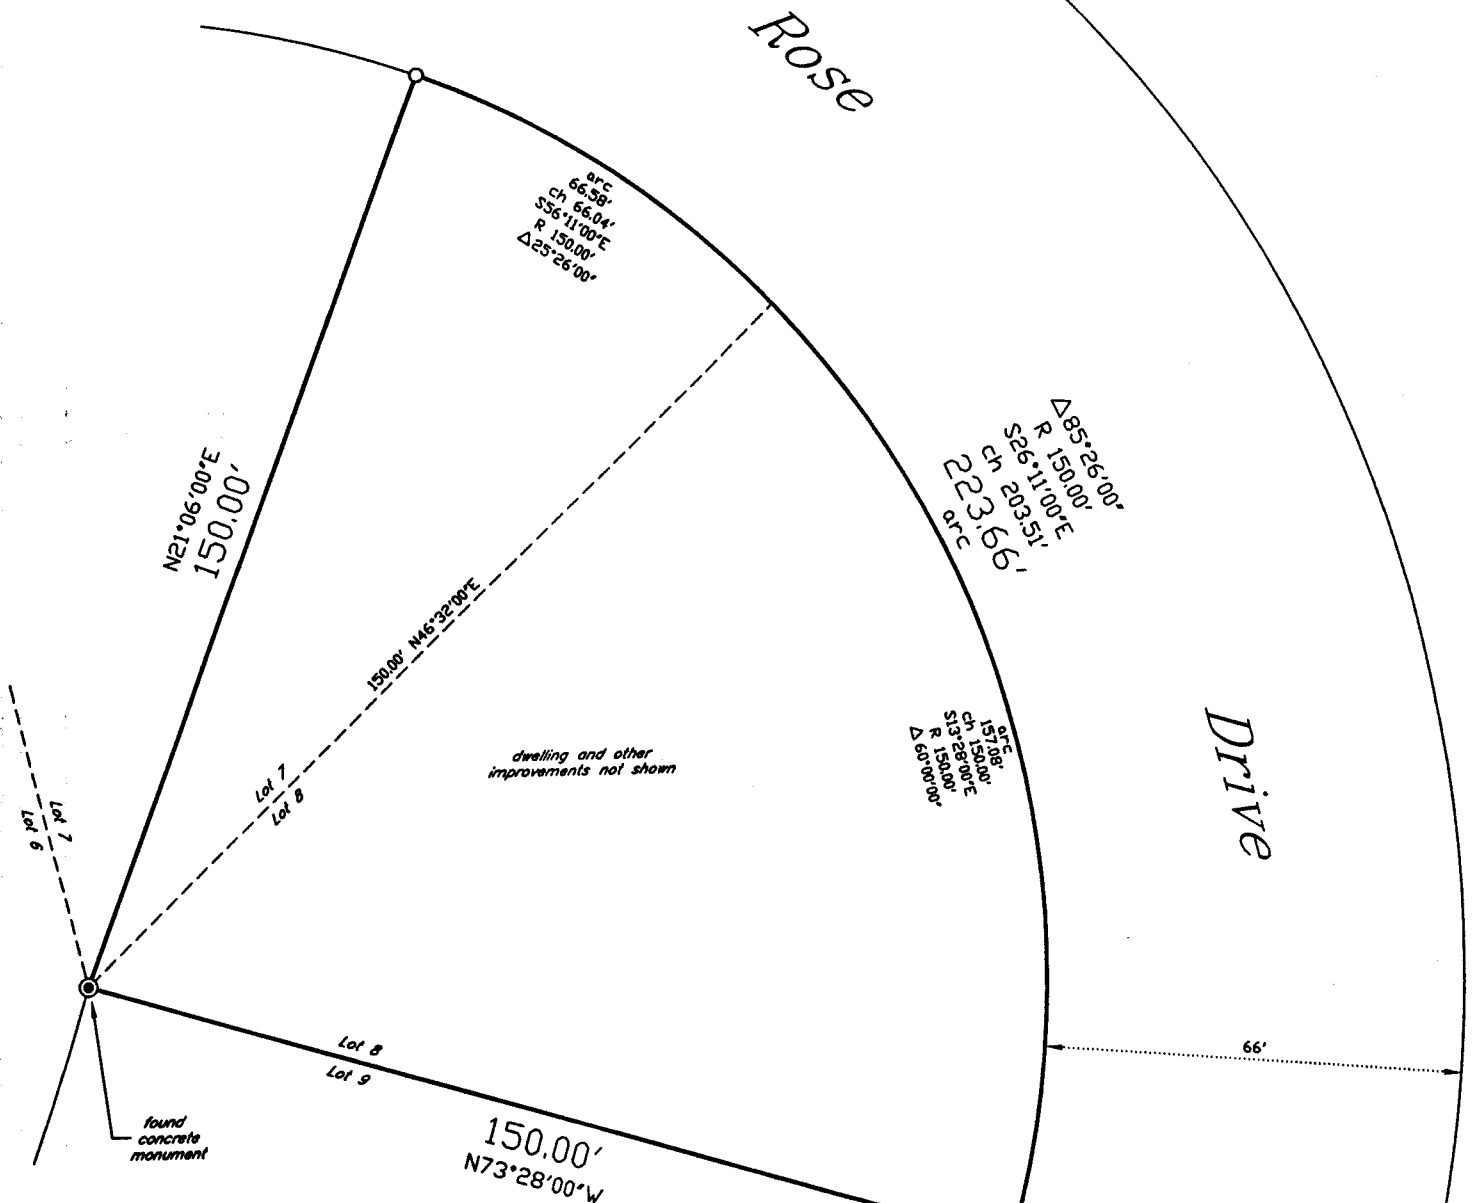 Rose
arc
66.58'
ch 66.04'
S56°11'00"E
R 150.00'
Δ25°26'00"
Δ85°26'00"
R 150.00'
S26°11'00"E
ch 203.51'
223.66'
arc
N21°06'00"E
150.00'
150.00' N46°32'00"E
arc
157.08'
ch 150.00'
S13°28'00"E
R 150.00'
Δ60°00'00"
Drive
dwelling and other
improvements not shown
Lot 7
Lot 8
Lot 7
Lot 6
Lot 8
Lot 9
66'
found
concrete
monument
150.00'
N73°28'00"W